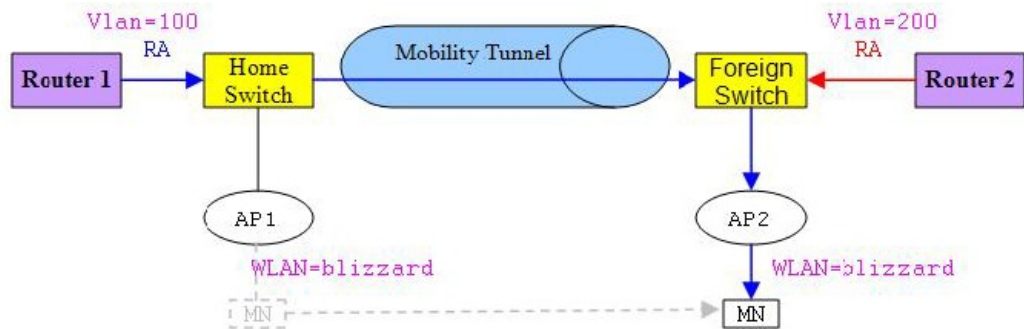 Vlan=100
RA
Router 1
Home
Switch
Mobility Tunnel
Foreign
Switch
Vlan=200
RA
Router 2
AP1
AP2
WLAN=blizzard
WLAN=blizzard
MN
MN